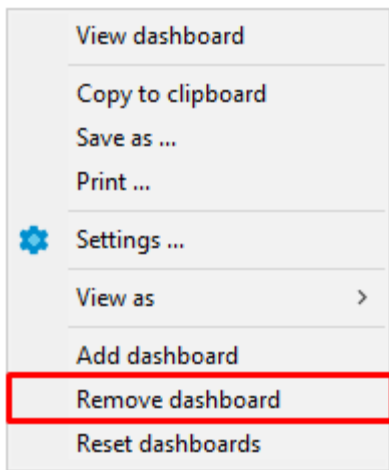 View dashboard
Copy to clipboard
Save as ...
Print ...
Settings ...
View as
Add dashboard
Remove dashboard
Reset dashboards